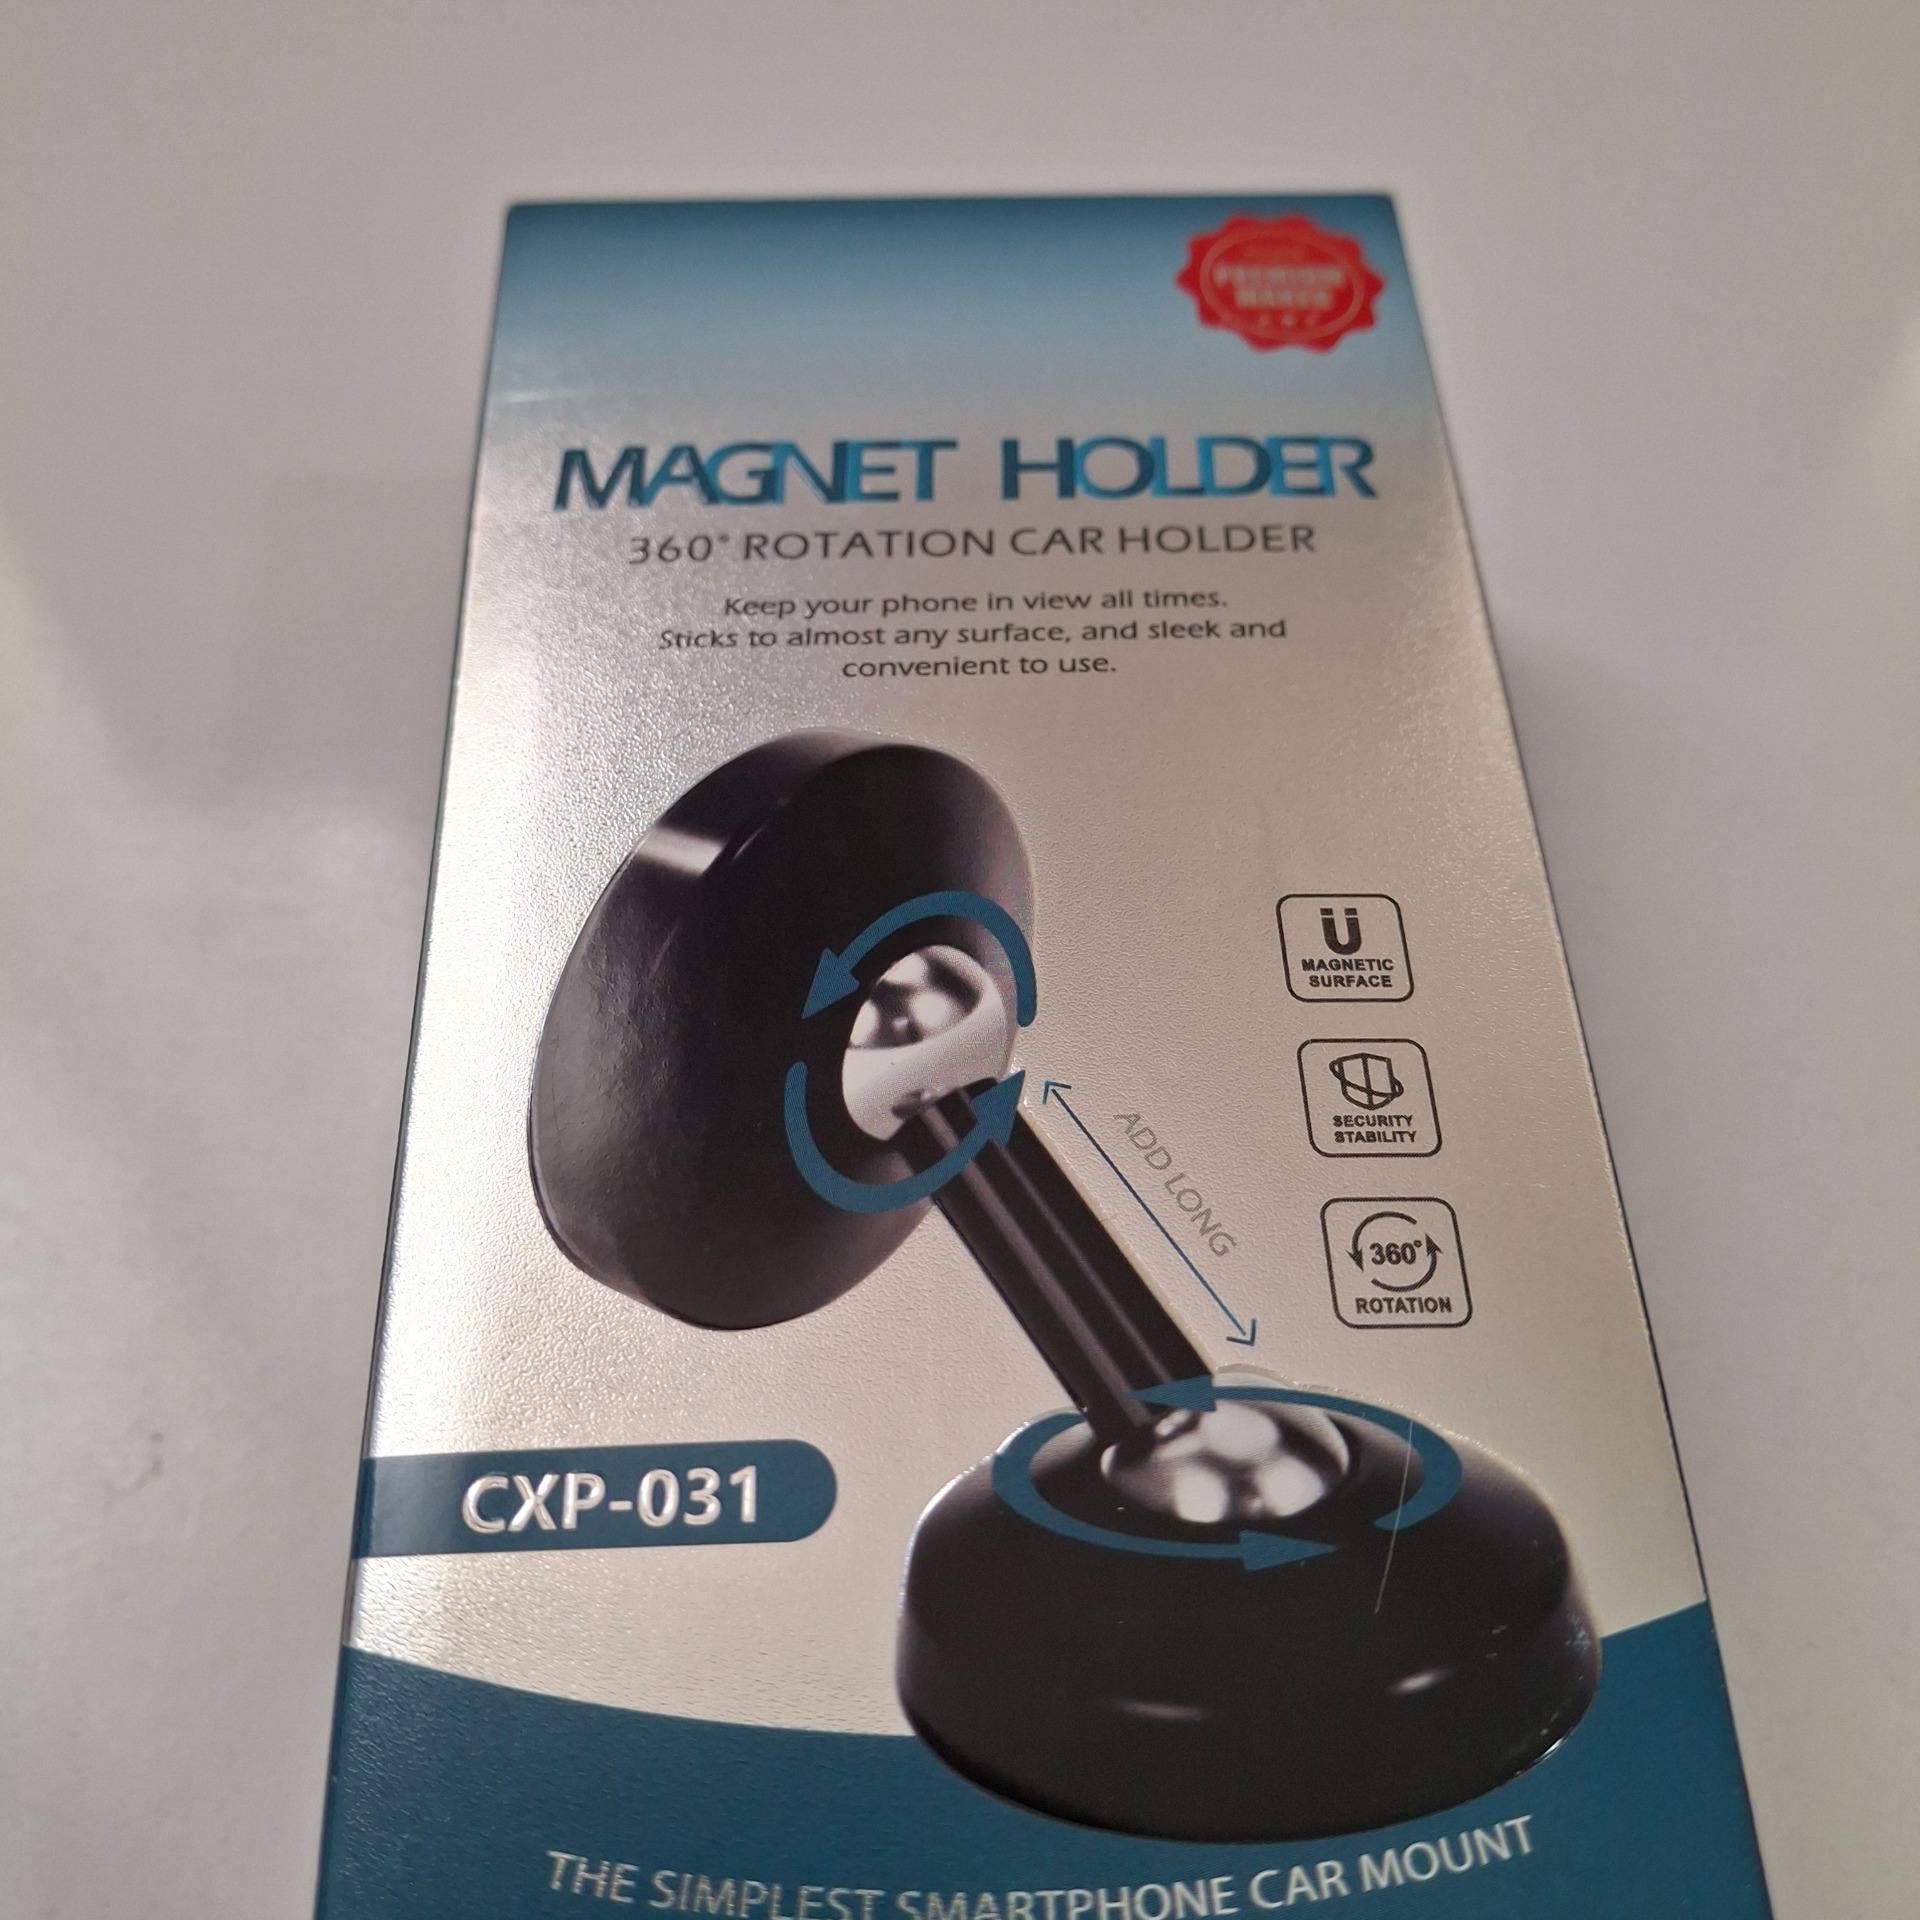 PREMIUM
MAGNET HOLDER
360° ROTATION CAR HOLDER
Keep your phone in view all times.
Sticks to almost any surface, and sleek and
convenient to use.
MAGNETIC
SURFACE
SECURITY
STABILITY
ADD LONG
360°
ROTATION
CXP-031
THE SIMPLEST SMARTPHONE CAR MOUNT